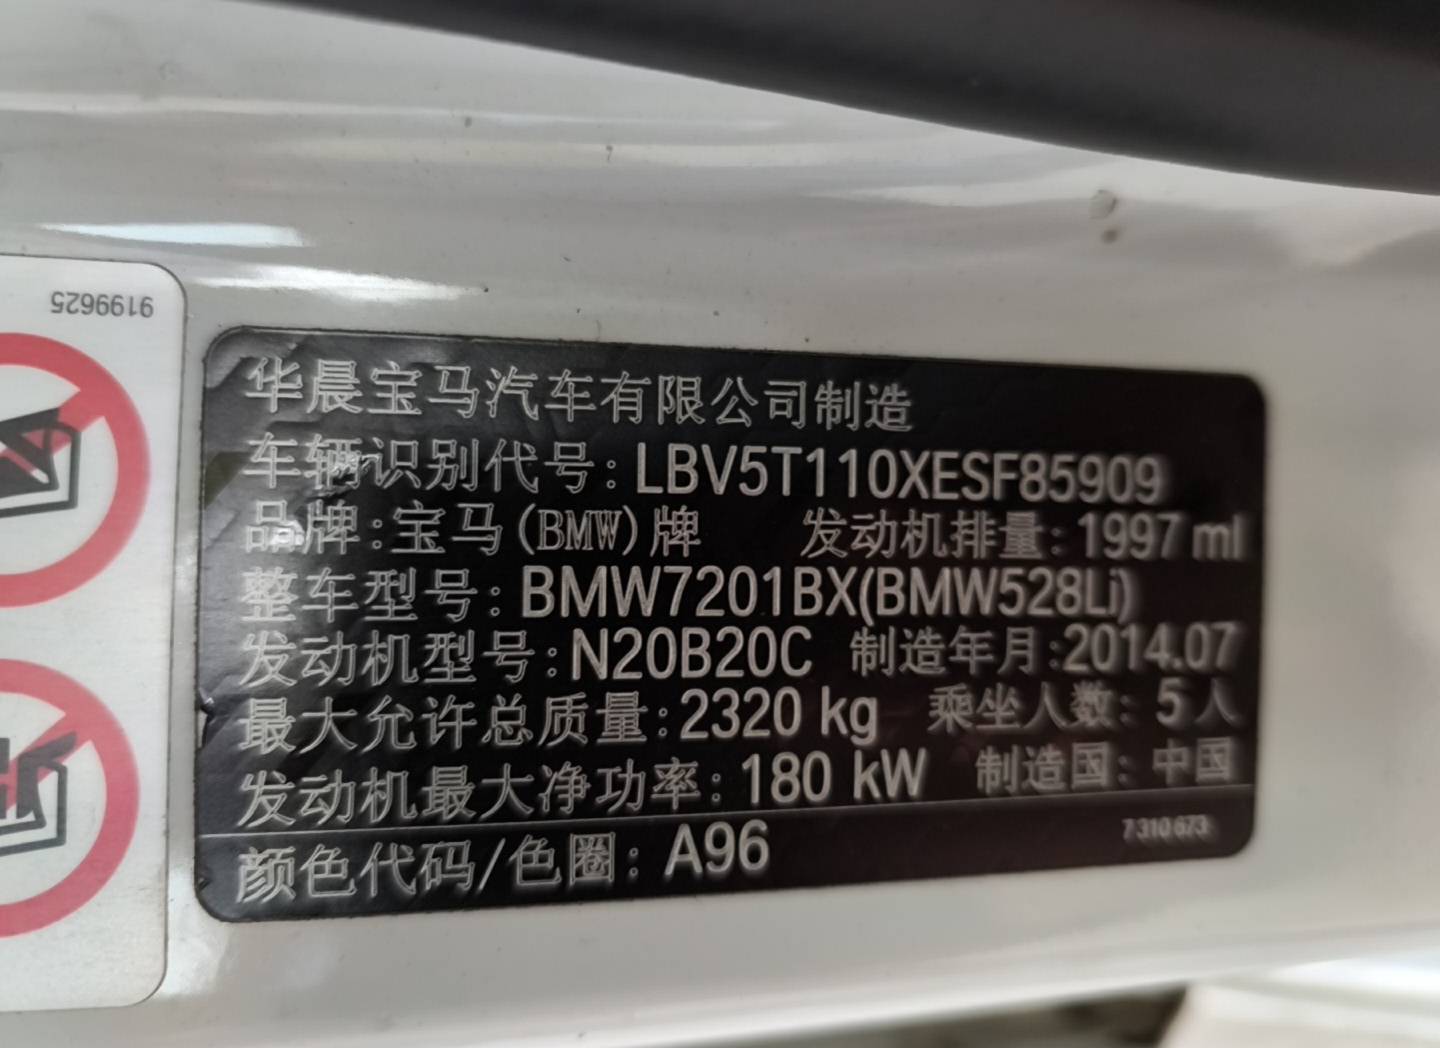 9199625
华晨宝马汽车有限公司制造
车辆识别代号：LBV5T110XESF85909
品牌：宝马(BMW)牌 发动机排量：1997 ml
整车型号：BMW7201BX(BMW528Li)
发动机型号：N20B20C 制造年月：2014.07
最大允许总质量：2320 kg 乘坐人数：5人
发动机最大净功率：180 kW 制造国：中国
颜色代码/色圈：A96
7 310 673